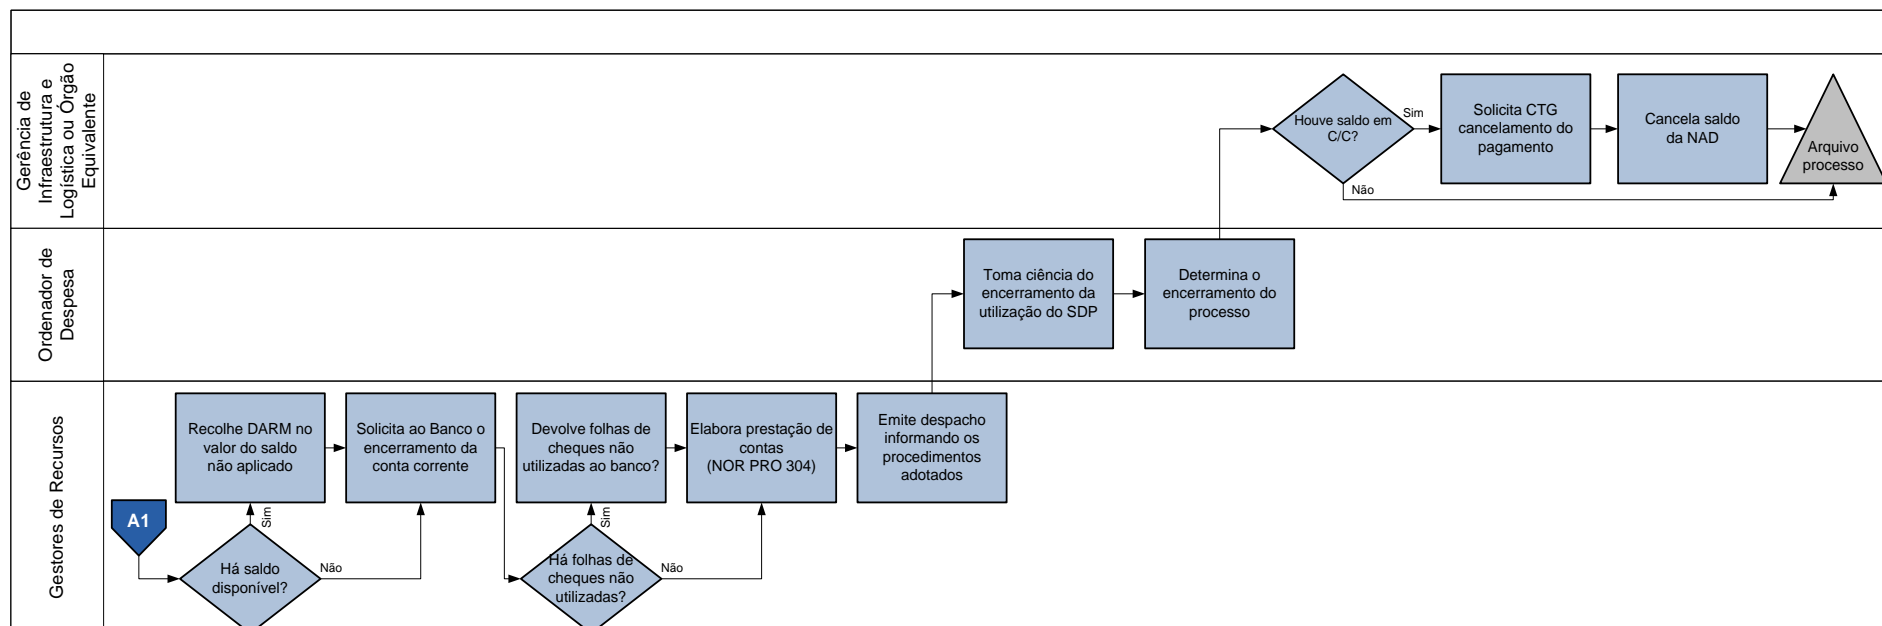 Gerência de
Infraestrutura e
Logística ou Órgão
Equivalente
Houve saldo em
C/C?
Sim
Não
Solicita CTG
cancelamento do
pagamento
Cancela saldo
da NAD
Arquivo
processo
Ordenador de
Despesa
Toma ciência do
encerramento da
utilização do SDP
Determina o
encerramento do
processo
Gestores de Recursos
A1
Há saldo
disponível?
Sim
Não
Recolhe DARM no
valor do saldo
não aplicado
Solicita ao Banco o
encerramento da
conta corrente
Há folhas de
cheques não
utilizadas?
Sim
Não
Devolve folhas de
cheques não
utilizadas ao banco?
Elabora prestação de
contas
(NOR PRO 304)
Emite despacho
informando os
procedimentos
adotados